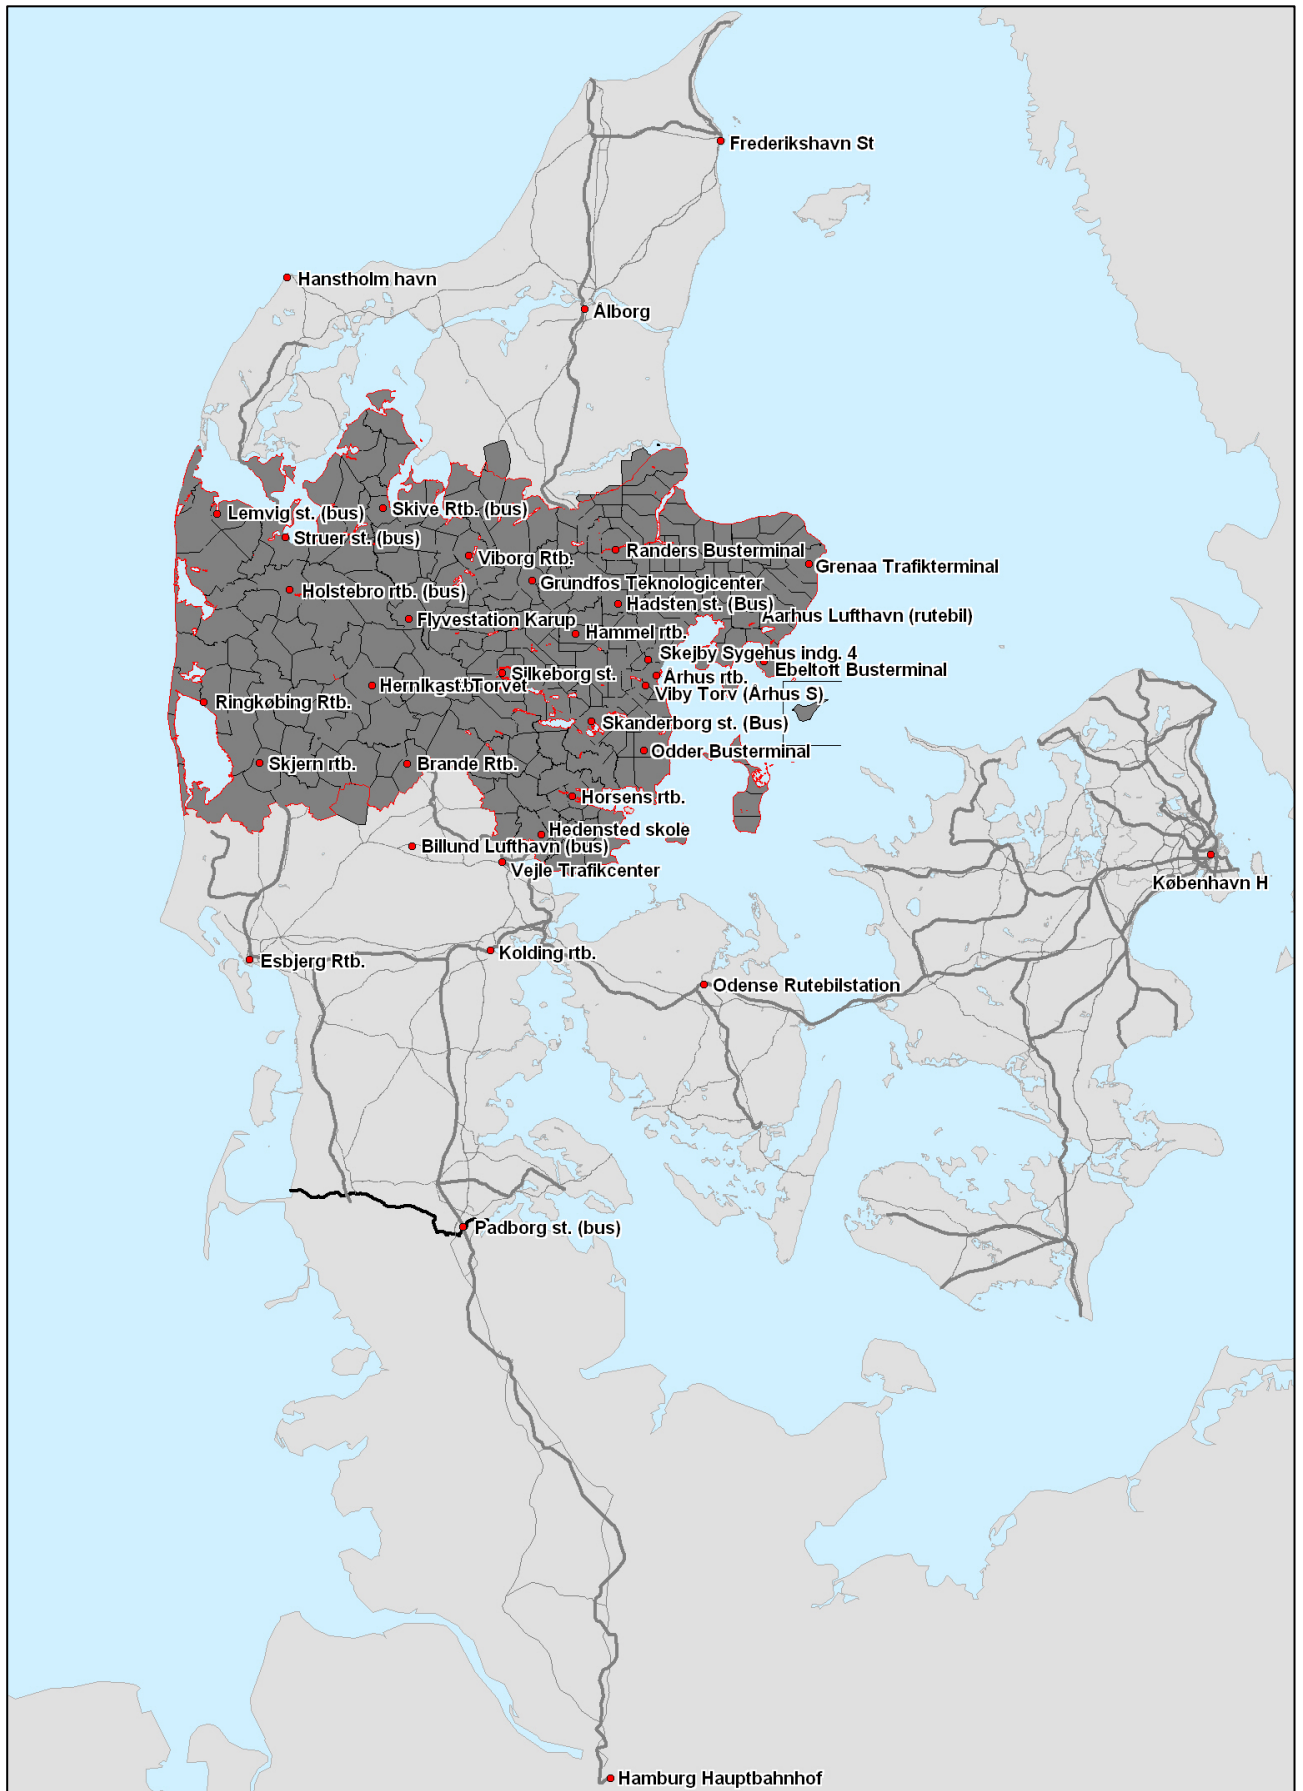 Frederikshavn St
Hanstholm havn
Ålborg
Lemvig st. (bus)
Skive Rtb. (bus)
Struer st. (bus)
Viborg Rtb.
Randers Busterminal
Grenaa Trafikterminal
Grundfos Teknologicenter
Holstebro rtb. (bus)
Hadsten st. (Bus)
Aarhus Lufthavn (rutebil)
Flyvestation Karup
Hammel rtb.
Skejby Sygehus indg. 4
Ebeltoft Busterminal
Silkeborg st.
Århus rtb.
Torvet
Viby Torv (Århus S)
Ringkøbing Rtb.
Skanderborg st. (Bus)
Odder Busterminal
Skjern rtb.
Brande Rtb.
Horsens rtb.
Hedensted skole
Billund Lufthavn (bus)
Vejle Trafikcenter
København H
Kolding rtb.
Esbjerg Rtb.
Odense Rutebilstation
Padborg st. (bus)
Hamburg Hauptbahnhof